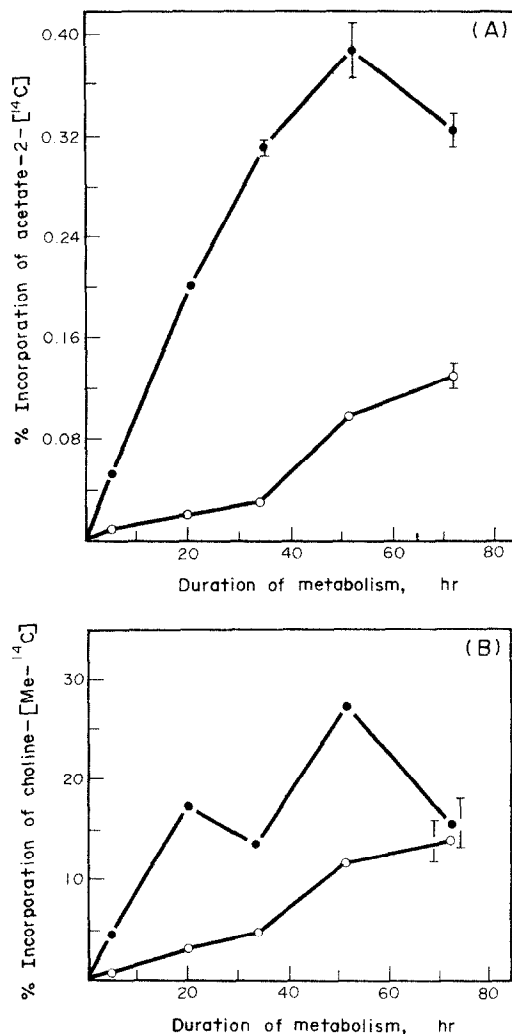 (A)
% Incorporation of acetate-2-[¹⁴C]
0.40
0.32
0.24
0.16
0.08
20 40 60 80
Duration of metabolism, hr
(B)
% Incorporation of choline-[Me-¹⁴C]
30
20
10
20 40 60 80
Duration of metabolism, hr